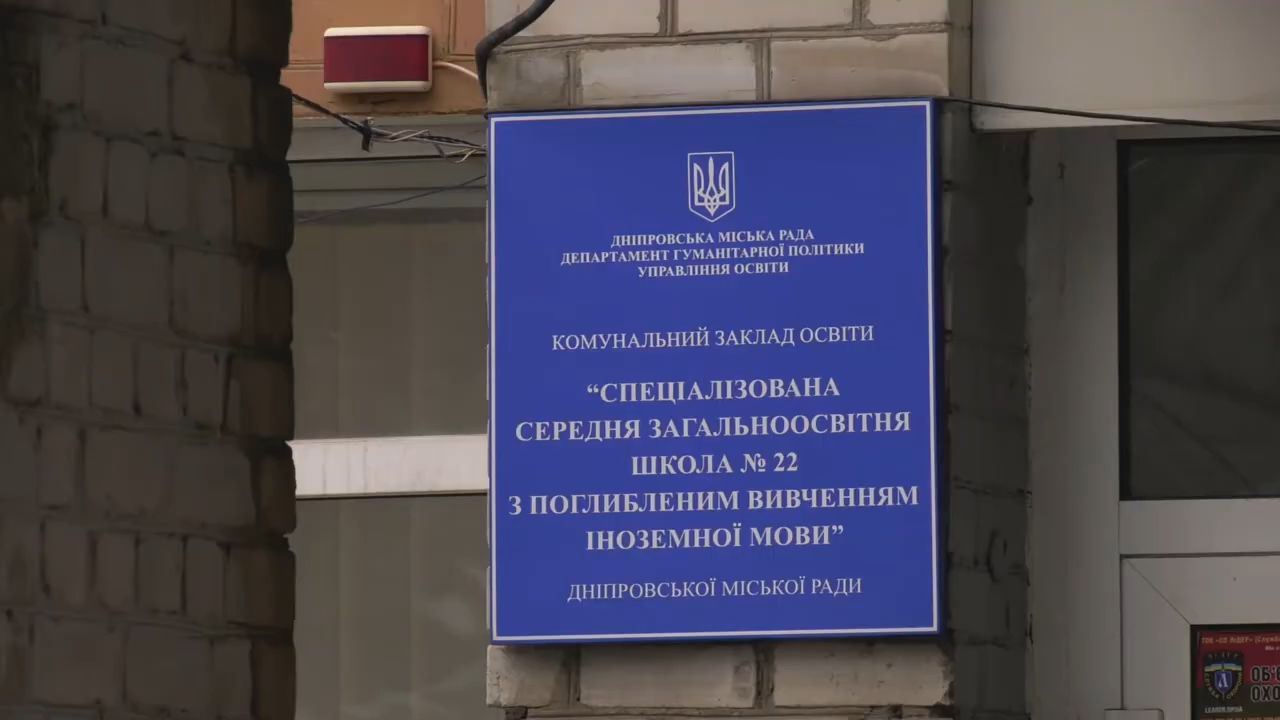 ДНІПРОВСЬКА МІСЬКА РАДА
ДЕПАРТАМЕНТ ГУМАНІТАРНОЇ ПОЛІТИКИ
УПРАВЛІННЯ ОСВІТИ
КОМУНАЛЬНИЙ ЗАКЛАД ОСВІТИ
“СПЕЦІАЛІЗОВАНА
СЕРЕДНЯ ЗАГАЛЬНООСВІТНЯ
ШКОЛА № 22
З ПОГЛИБЛЕНИМ ВИВЧЕННЯМ
ІНОЗЕМНОЇ МОВИ”
ДНІПРОВСЬКОЇ МІСЬКОЇ РАДИ